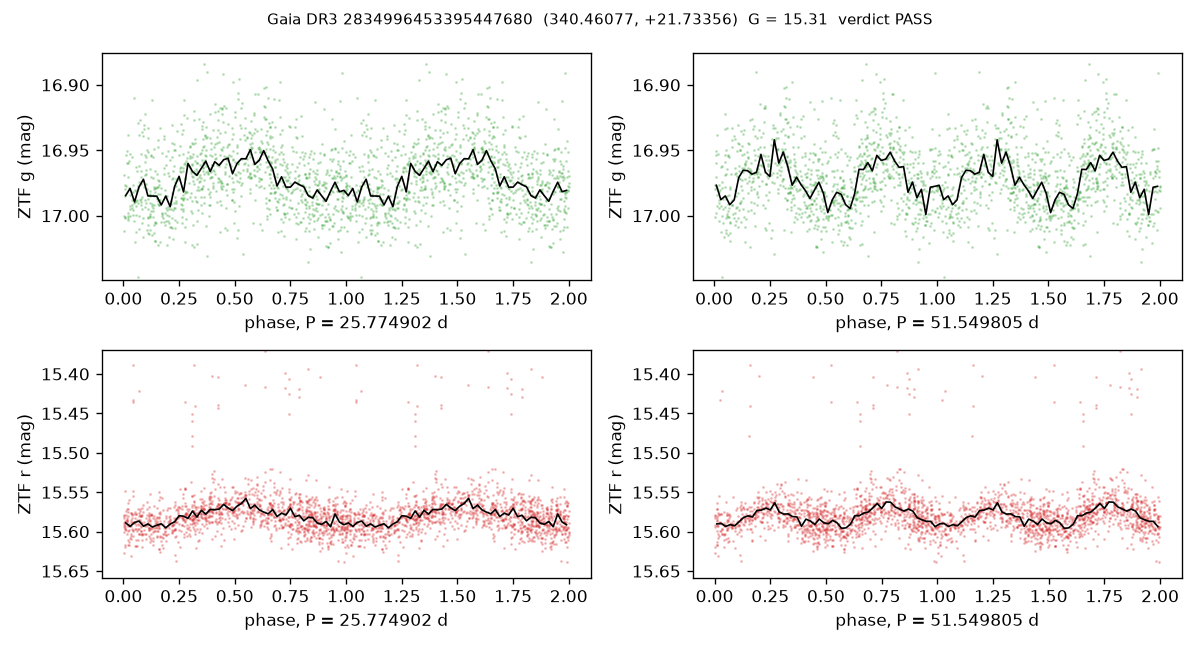 Gaia DR3 2834996453395447680  (340.46077, +21.73356)  G = 15.31  verdict PASS
ZTF g (mag)
16.90
16.95
17.00
0.00 0.25 0.50 0.75 1.00 1.25 1.50 1.75 2.00
phase, P = 25.774902 d
ZTF g (mag)
16.90
16.95
17.00
0.00 0.25 0.50 0.75 1.00 1.25 1.50 1.75 2.00
phase, P = 51.549805 d
ZTF r (mag)
15.40
15.45
15.50
15.55
15.60
15.65
0.00 0.25 0.50 0.75 1.00 1.25 1.50 1.75 2.00
phase, P = 25.774902 d
ZTF r (mag)
15.40
15.45
15.50
15.55
15.60
15.65
0.00 0.25 0.50 0.75 1.00 1.25 1.50 1.75 2.00
phase, P = 51.549805 d